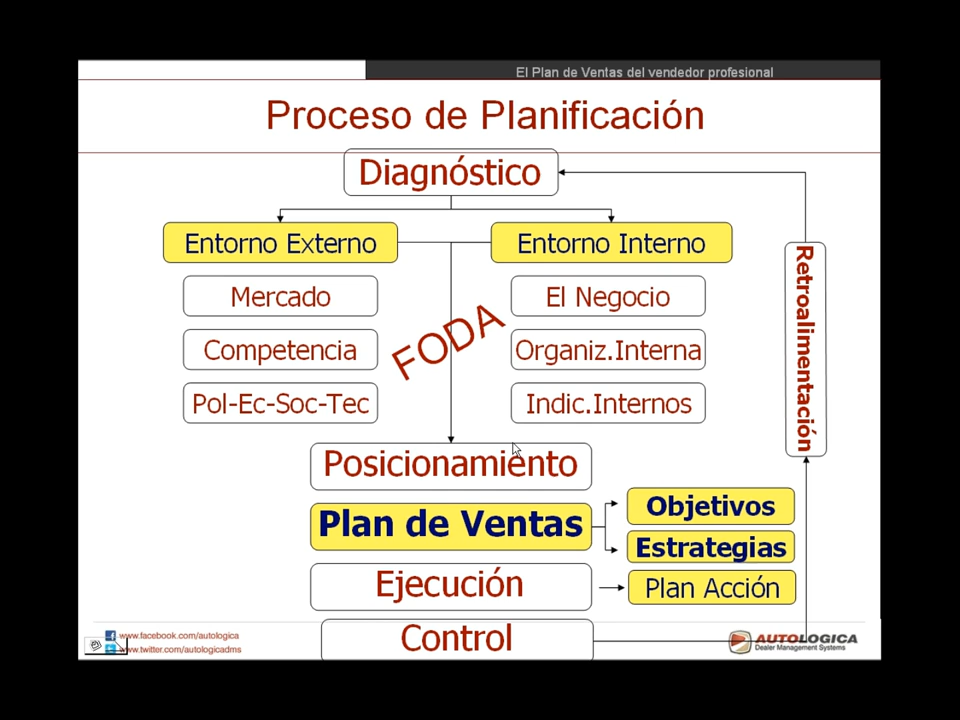 El Plan de Ventas del vendedor profesional
Proceso de Planificación
Diagnóstico
Entorno Externo
Entorno Interno
Mercado
El Negocio
Competencia
FODA
Organiz.Interna
Pol-Ec-Soc-Tec
Indic.Internos
Retroalimentación
Posicionamiento
Plan de Ventas
Objetivos
Estrategias
Ejecución
Plan Acción
Control
www.facebook.com/autologica
www.twitter.com/autologicadms
AUTOLOGICA
Dealer Management Systems